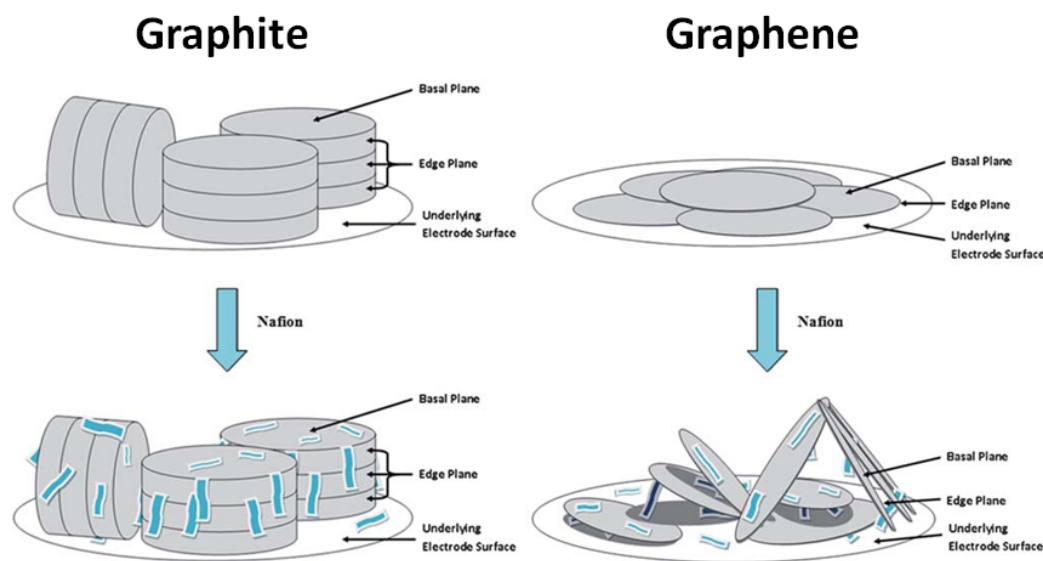 Graphite
Graphene
Basal Plane
Edge Plane
Underlying
Electrode Surface
Basal Plane
Edge Plane
Underlying
Electrode Surface
Nafion
Nafion
Basal Plane
Edge Plane
Underlying
Electrode Surface
Basal Plane
Edge Plane
Underlying
Electrode Surface